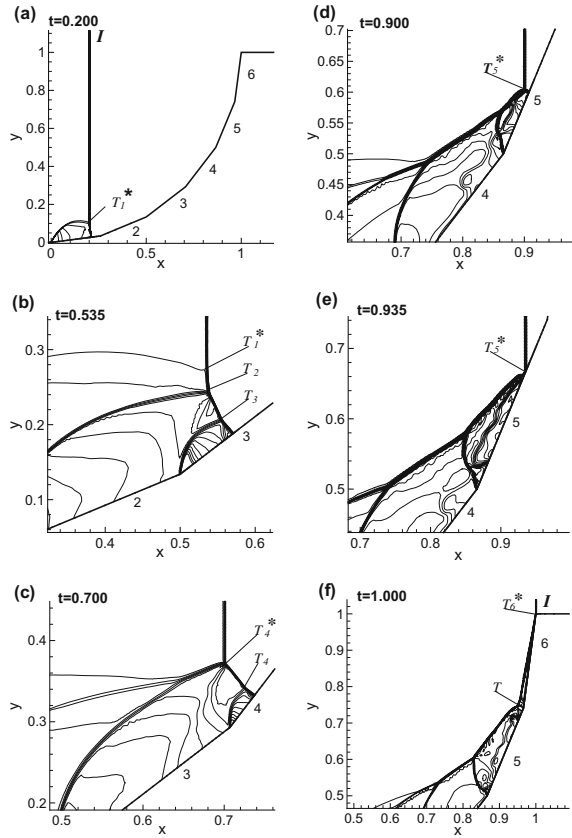 (a)
t=0.200
I
T1*
y
1
0.8
0.6
0.4
0.2
0
0 0.5 1
x
2
3
4
5
6
(b)
t=0.535
T1*
T2
T3
y
0.3
0.2
0.1
0.4 0.5 0.6
x
2
3
(c)
t=0.700
T4*
T4
y
0.4
0.3
0.2
0.5 0.6 0.7
x
3
4
(d)
t=0.900
T5*
y
0.7
0.65
0.6
0.55
0.5
0.45
0.4
0.7 0.8 0.9
x
4
5
(e)
t=0.935
T5*
y
0.7
0.6
0.5
0.7 0.8 0.9
x
4
5
(f)
t=1.000
T6*
I
T
y
1
0.9
0.8
0.7
0.6
0.5
0.5 0.6 0.7 0.8 0.9 1
x
5
6